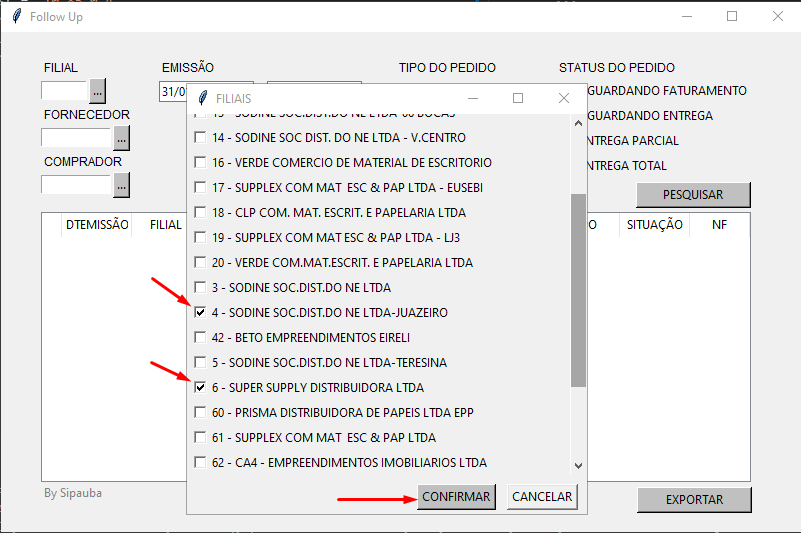 Follow Up
FILIAL
EMISSÃO
TIPO DO PEDIDO
STATUS DO PEDIDO
...
31/0
GUARDANDO FATURAMENTO
FORNECEDOR
GUARDANDO ENTREGA
...
NTREGA PARCIAL
COMPRADOR
NTREGA TOTAL
...
PESQUISAR
DTEMISSÃO
FILIAL
PO
SITUAÇÃO
NF
FILIAIS
14 - SODINE SOC DIST. DO NE LTDA - V.CENTRO
16 - VERDE COMERCIO DE MATERIAL DE ESCRITORIO
17 - SUPPLEX COM MAT  ESC & PAP LTDA - EUSEBI
18 - CLP COM. MAT. ESCRIT. E PAPELARIA LTDA
19 - SUPPLEX COM MAT ESC & PAP LTDA - LJ3
20 - VERDE COM.MAT.ESCRIT. E PAPELARIA LTDA
3 - SODINE SOC.DIST.DO NE LTDA
4 - SODINE SOC.DIST.DO NE LTDA-JUAZEIRO
42 - BETO EMPREENDIMENTOS EIRELI
5 - SODINE SOC.DIST.DO NE LTDA-TERESINA
6 - SUPER SUPPLY DISTRIBUIDORA LTDA
60 - PRISMA DISTRIBUIDORA DE PAPEIS LTDA EPP
61 - SUPPLEX COM MAT  ESC & PAP LTDA
62 - CA4 - EMPREENDIMENTOS IMOBILIARIOS LTDA
CONFIRMAR
CANCELAR
By Sipauba
EXPORTAR